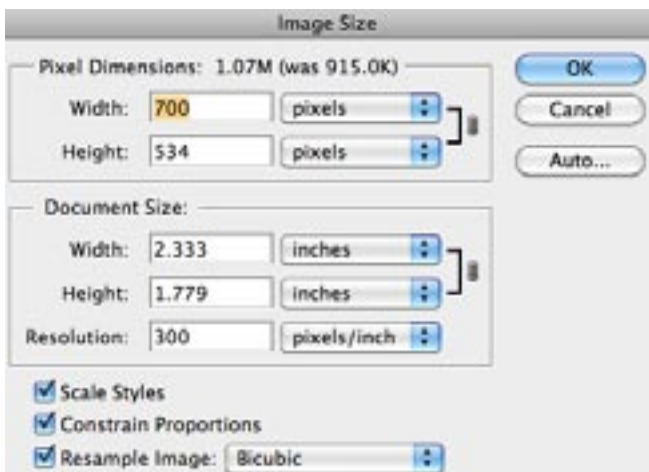 Image Size
Pixel Dimensions: 1.07M (was 915.0K)
Width: 700 pixels
Height: 534 pixels
OK
Cancel
Auto...
Document Size:
Width: 2.333 inches
Height: 1.779 inches
Resolution: 300 pixels/inch
Scale Styles
Constrain Proportions
Resample Image: Bicubic